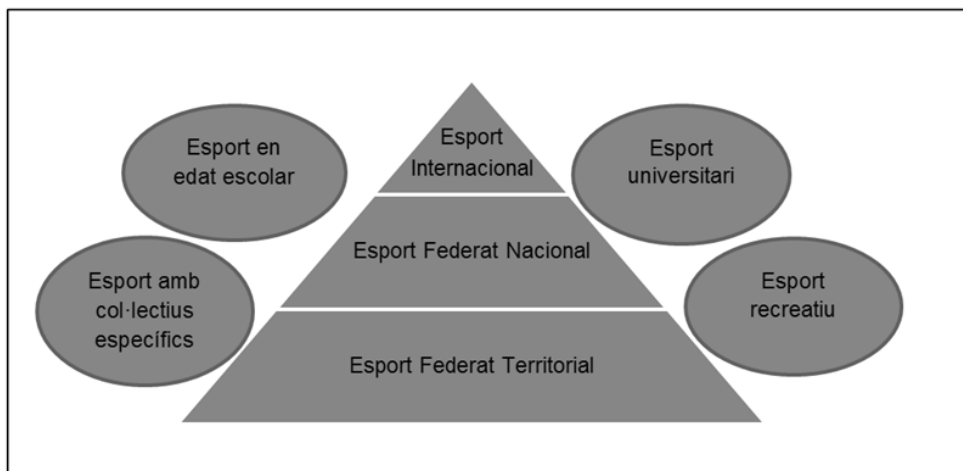 Esport en
edat escolar
Esport
Internacional
Esport
universitari
Esport Federat Nacional
Esport amb
col·lectius
específics
Esport
recreatiu
Esport Federat Territorial